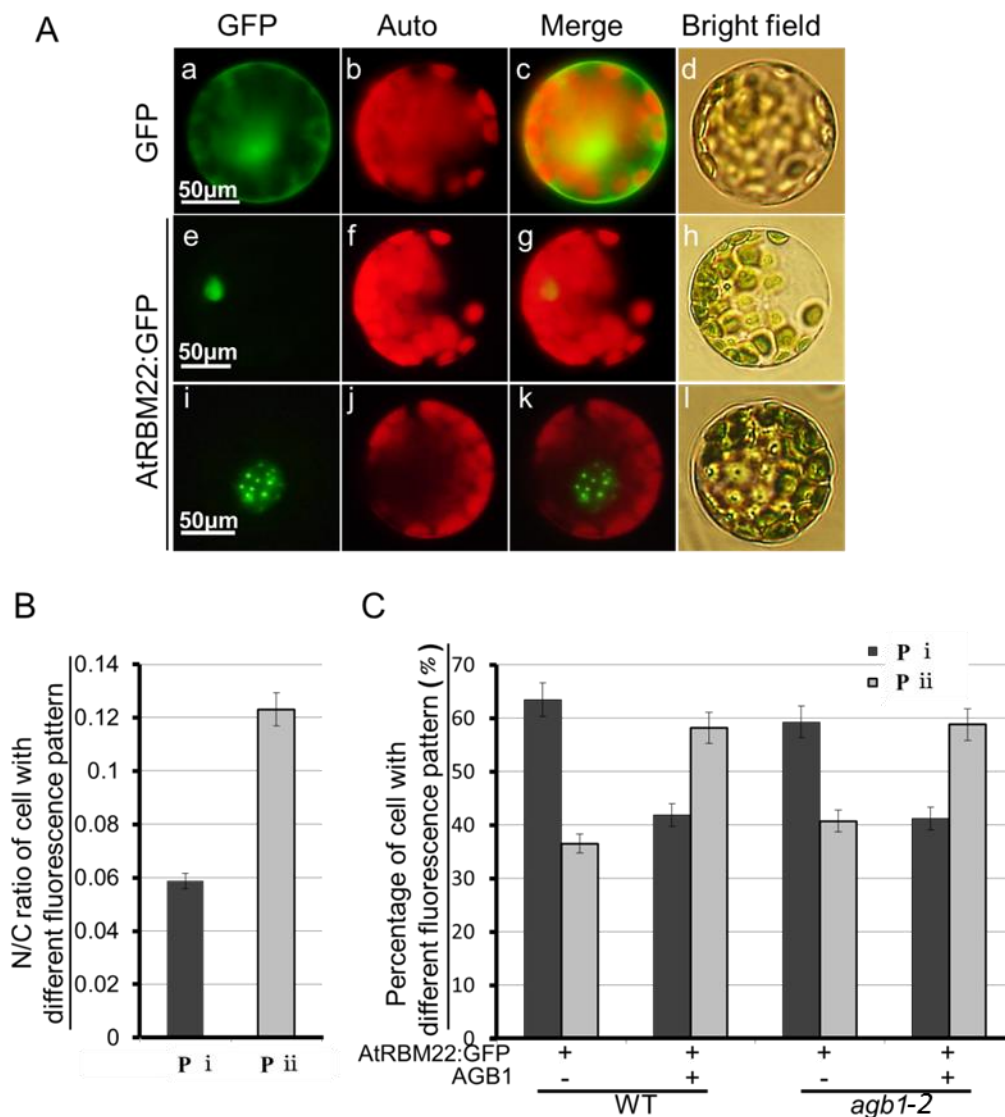 A
GFP Auto Merge Bright field
GFP
a b c d
50μm
AtRBM22:GFP
e f g h
50μm
i j k l
50μm
B
N/C ratio of cell with
different fluorescence pattern
0.14
0.12
0.1
0.08
0.06
0.04
0.02
0
P i P ii
C
Percentage of cell with
different fluorescence pattern (%)
70
60
50
40
30
20
10
0
P i
P ii
AtRBM22:GFP + + + +
AGB1 - + - +
WT agb1-2